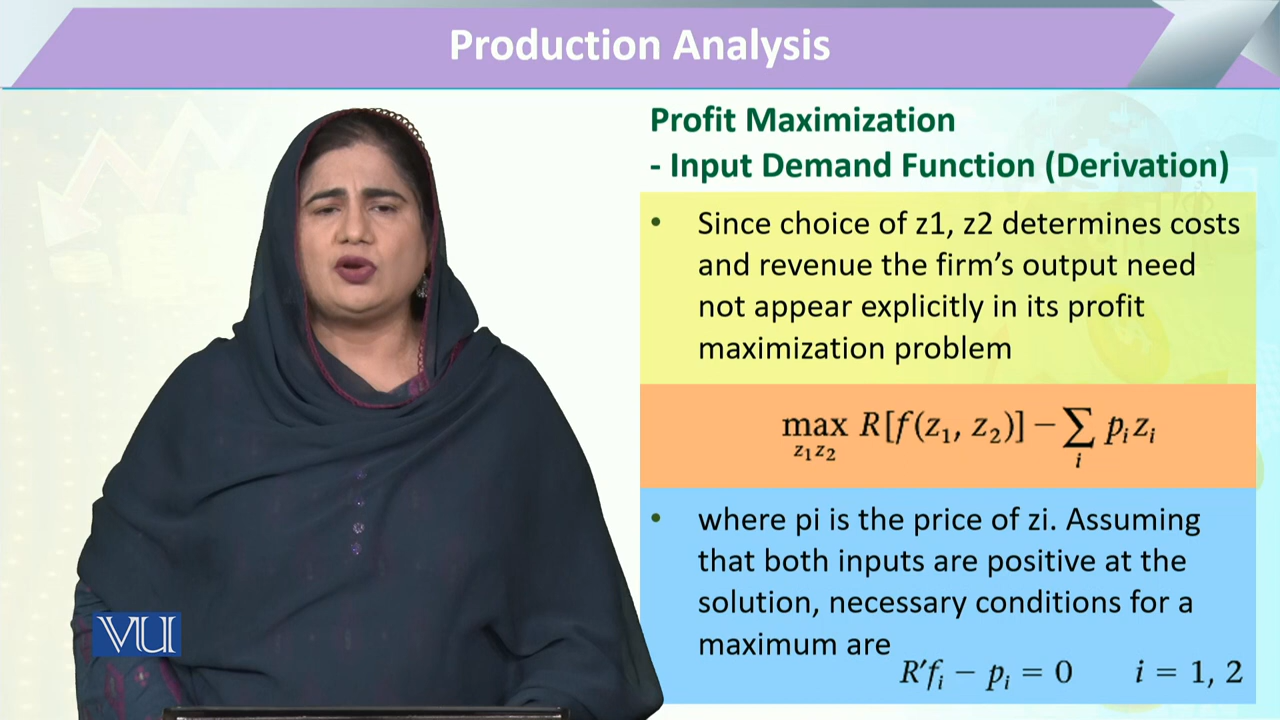 Production Analysis
Profit Maximization
- Input Demand Function (Derivation)
• Since choice of z1, z2 determines costs
and revenue the firm’s output need
not appear explicitly in its profit
maximization problem
max R[f(z₁, z₂)] − ∑ pᵢzᵢ
z₁z₂ i
• where pi is the price of zi. Assuming
that both inputs are positive at the
solution, necessary conditions for a
maximum are
R′fᵢ − pᵢ = 0 i = 1, 2
VU